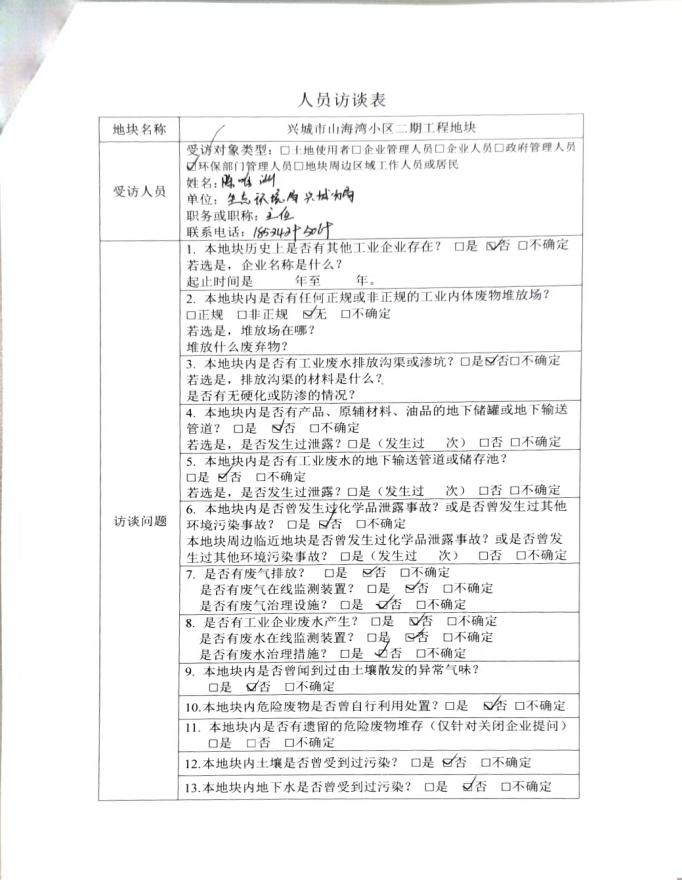 人员访谈表
地块名称 兴城市山海湾小区二期工程地块
受访人员
受访对象类型：□土地使用者□企业管理人员□企业人员□政府管理人员
☑环保部门管理人员□地块周边区域工作人员或居民
姓名：陈
单位：生态环境局兴城分局
职务或职称：主任
联系电话：
访谈问题
1. 本地块历史上是否有其他工业企业存在？ □是 ☑否 □不确定
若选是，企业名称是什么？
起止时间是 年至 年。
2. 本地块内是否有任何正规或非正规的工业内体废物堆放场？
□正规 □非正规 ☑无 □不确定
若选是，堆放场在哪？
堆放什么废弃物？
3. 本地块内是否有工业废水排放沟渠或渗坑？□是☑否□不确定
若选是，排放沟渠的材料是什么？
是否有无硬化或防渗的情况？
4. 本地块内是否有产品、原辅材料、油品的地下储罐或地下输送
管道？ □是 ☑否 □不确定
若选是，是否发生过泄露？□是（发生过 次） □否 □不确定
5. 本地块内是否有工业废水的地下输送管道或储存池？
□是 ☑否 □不确定
若选是，是否发生过泄露？□是（发生过 次） □否 □不确定
6. 本地块内是否曾发生过化学品泄露事故？或是否曾发生过其他
环境污染事故？ □是 ☑否 □不确定
本地块周边临近地块是否曾发生过化学品泄露事故？或是否曾发
生过其他环境污染事故？ □是（发生过 次） □否 □不确定
7. 是否有废气排放？ □是 ☑否 □不确定
是否有废气在线监测装置？ □是 ☑否 □不确定
是否有废气治理设施？ □是 ☑否 □不确定
8. 是否有工业企业废水产生？ □是 ☑否 □不确定
是否有废水在线监测装置？ □是 ☑否 □不确定
是否有废水治理措施？ □是 ☑否 □不确定
9. 本地块内是否曾闻到过由土壤散发的异常气味？
□是 ☑否 □不确定
10.本地块内危险废物是否曾自行利用处置？□是 ☑否 □不确定
11. 本地块内是否有遗留的危险废物堆存（仅针对关闭企业提问）
□是 □否 □不确定
12.本地块内土壤是否曾受到过污染？ □是 ☑否 □不确定
13.本地块内地下水是否曾受到过污染？ □是 ☑否 □不确定